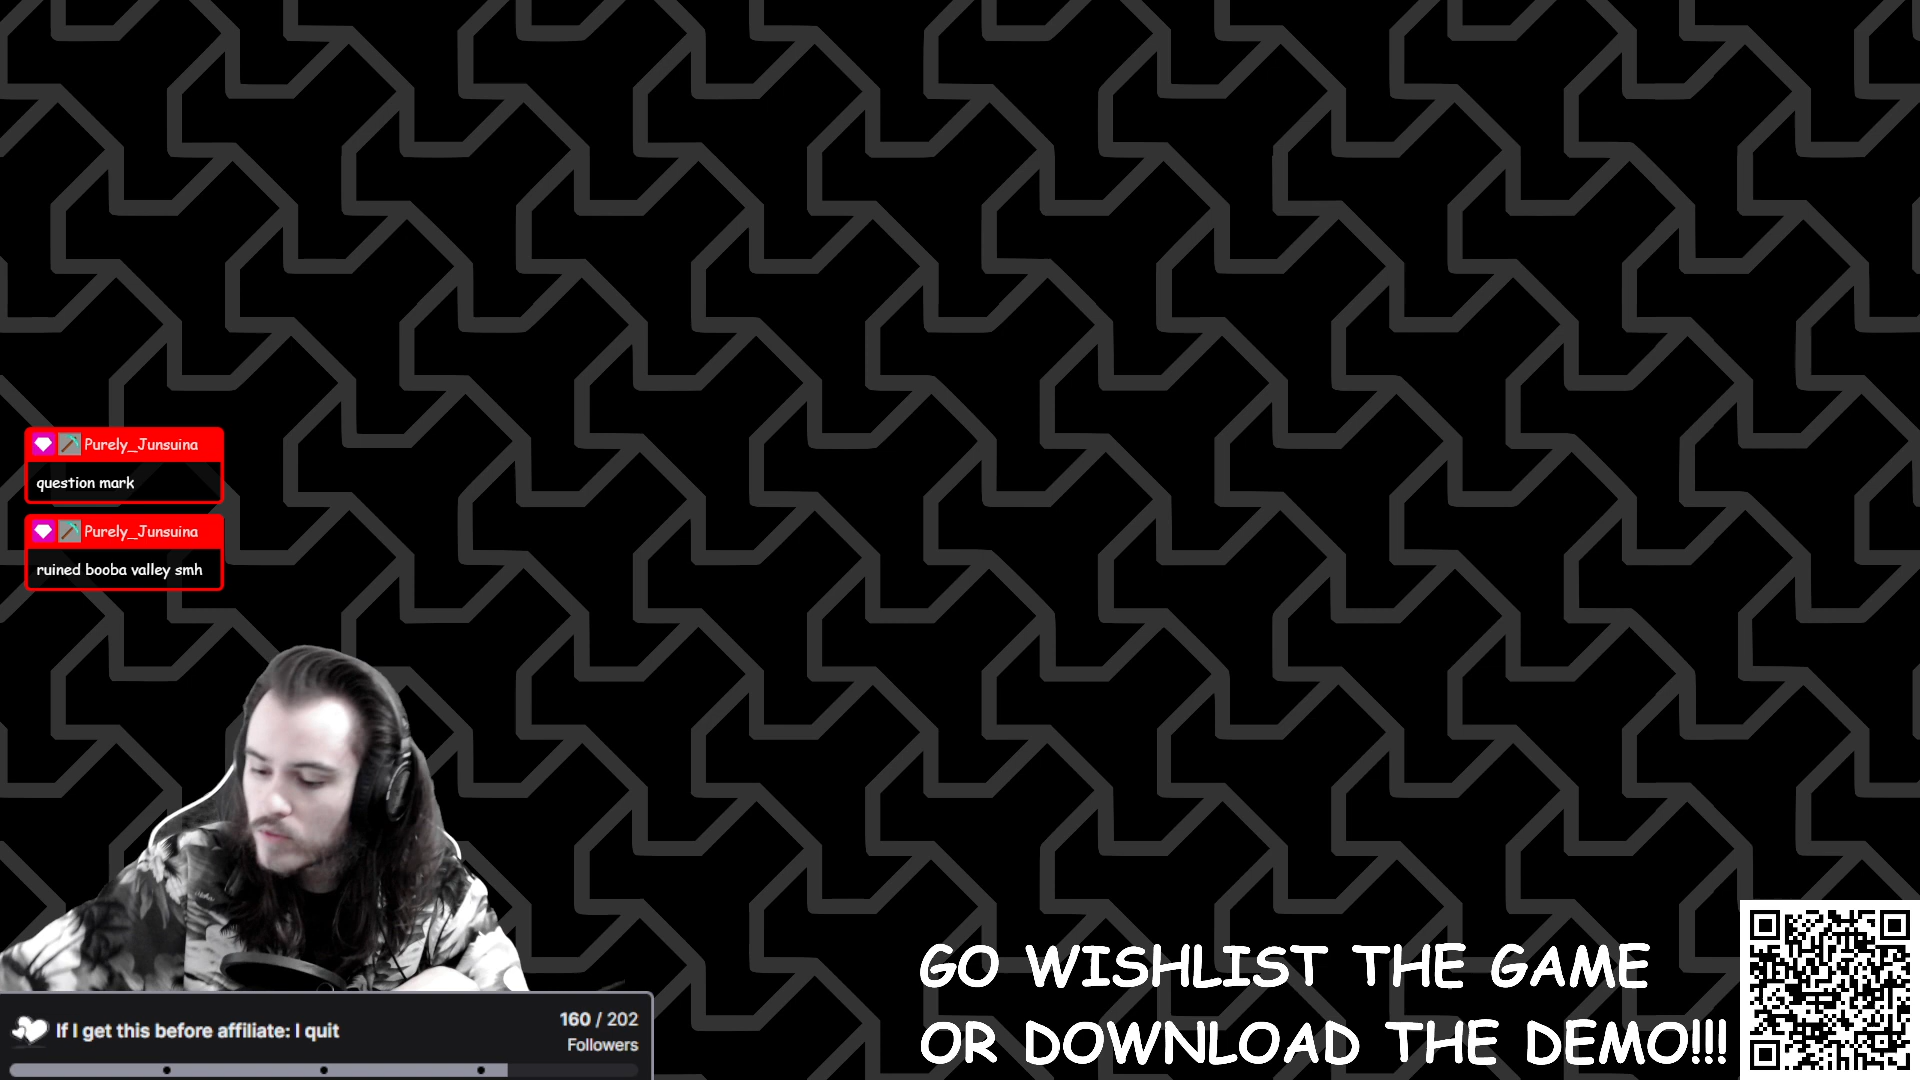 Purely_Junsuina
question mark
Purely_Junsuina
ruined booba valley smh
If I get this before affiliate: I quit
160 / 202
Followers
GO WISHLIST THE GAME
OR DOWNLOAD THE DEMO!!!